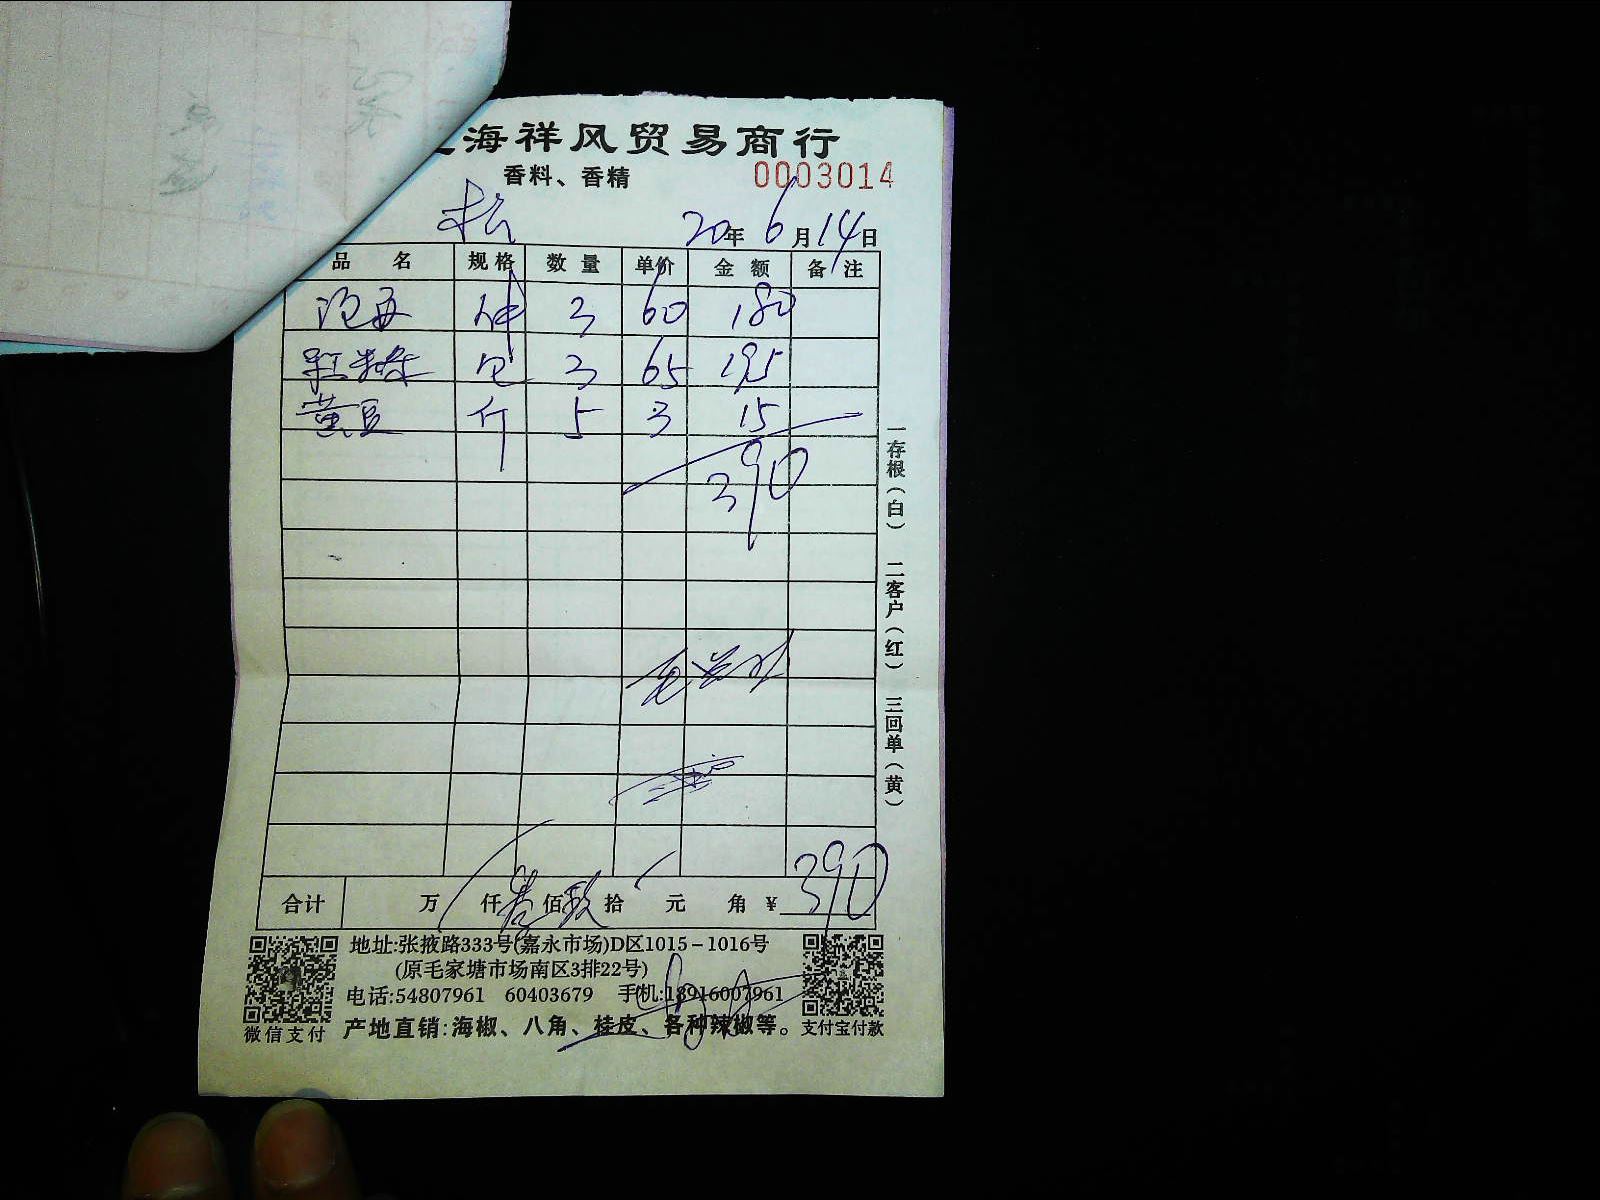 海祥风贸易商行
香料、香精
0003014
20年6月14日
品名 规格 数量 单价 金额 备注
3 60 180
包 3 65 195
黄豆 斤 5 3 15
390
一存根(白) 二客户(红) 三回单(黄)
合计 万 仟 叁佰 玖拾 元 角 ¥390
地址:张掖路333号(嘉永市场)D区1015-1016号
(原毛家塘市场南区3排22号)
电话:54807961 60403679 手机:18916007961
产地直销:海椒、八角、桂皮、各种辣椒等。
微信支付
支付宝付款